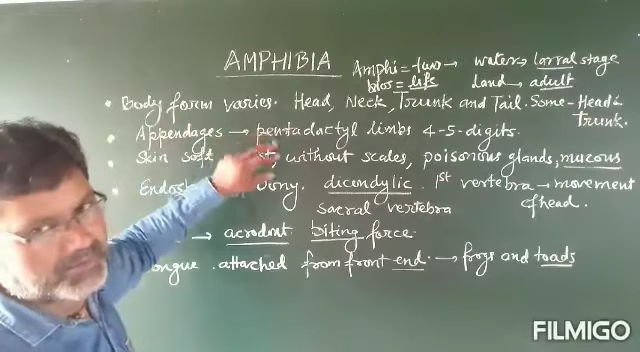 AMPHIBIA Amphi = two → water → larval stage
bios = life Land → adult
• Body form varies. Head, Neck, Trunk and Tail. Some - Head &
Trunk.
• Appendages → pentadactyl limbs 4-5-digits.
• Skin soft without scales, poisonous glands, mucous
• bony. dicondylic. 1st vertebra → movement
sacral vertebra of head.
→ acrodont biting force.
attached from front end. → frogs and toads
FILMIGO